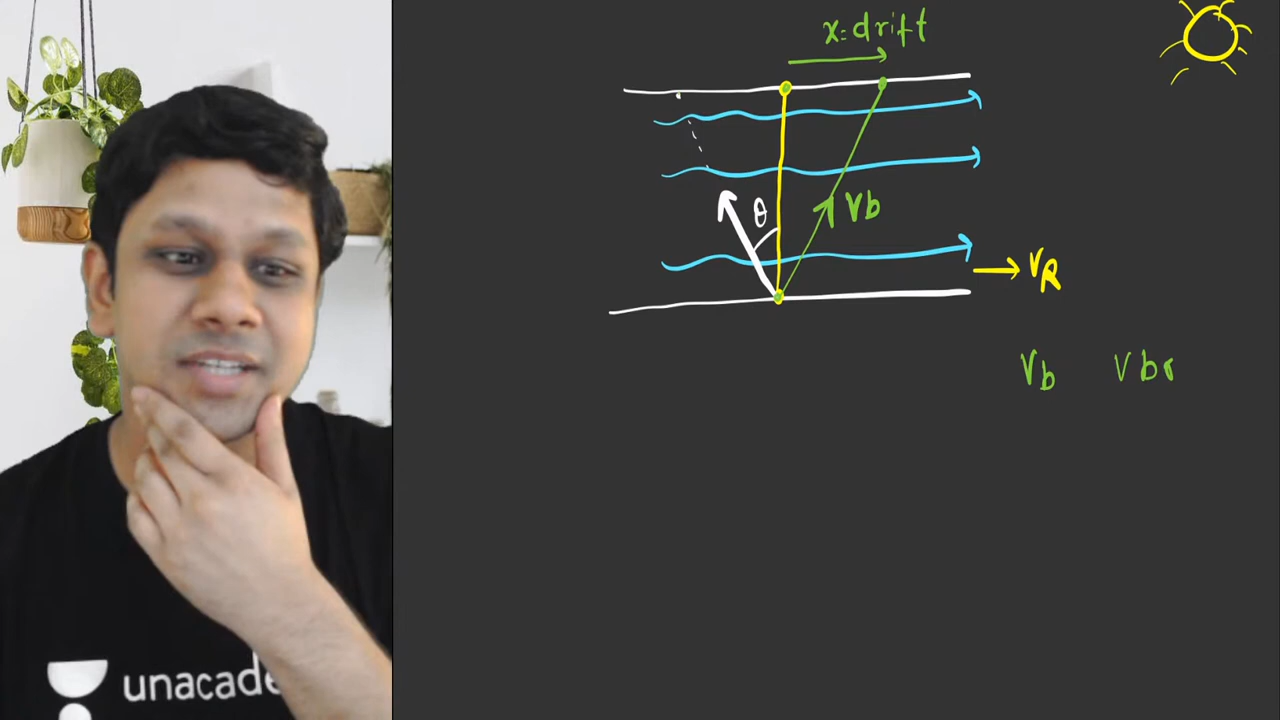 x=drift
θ
Vb
VR
Vb Vbr
unacade